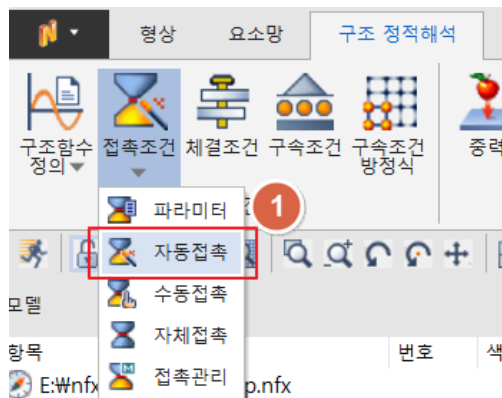 형상 요소망 구조 정적해석
구조함수 접촉조건 체결조건 구속조건 구속조건 중력
정의 방정식
파라미터
1
자동접촉
수동접촉
모델
자체접촉
항목 번호 색
접촉관리
E:\nfx p.nfx